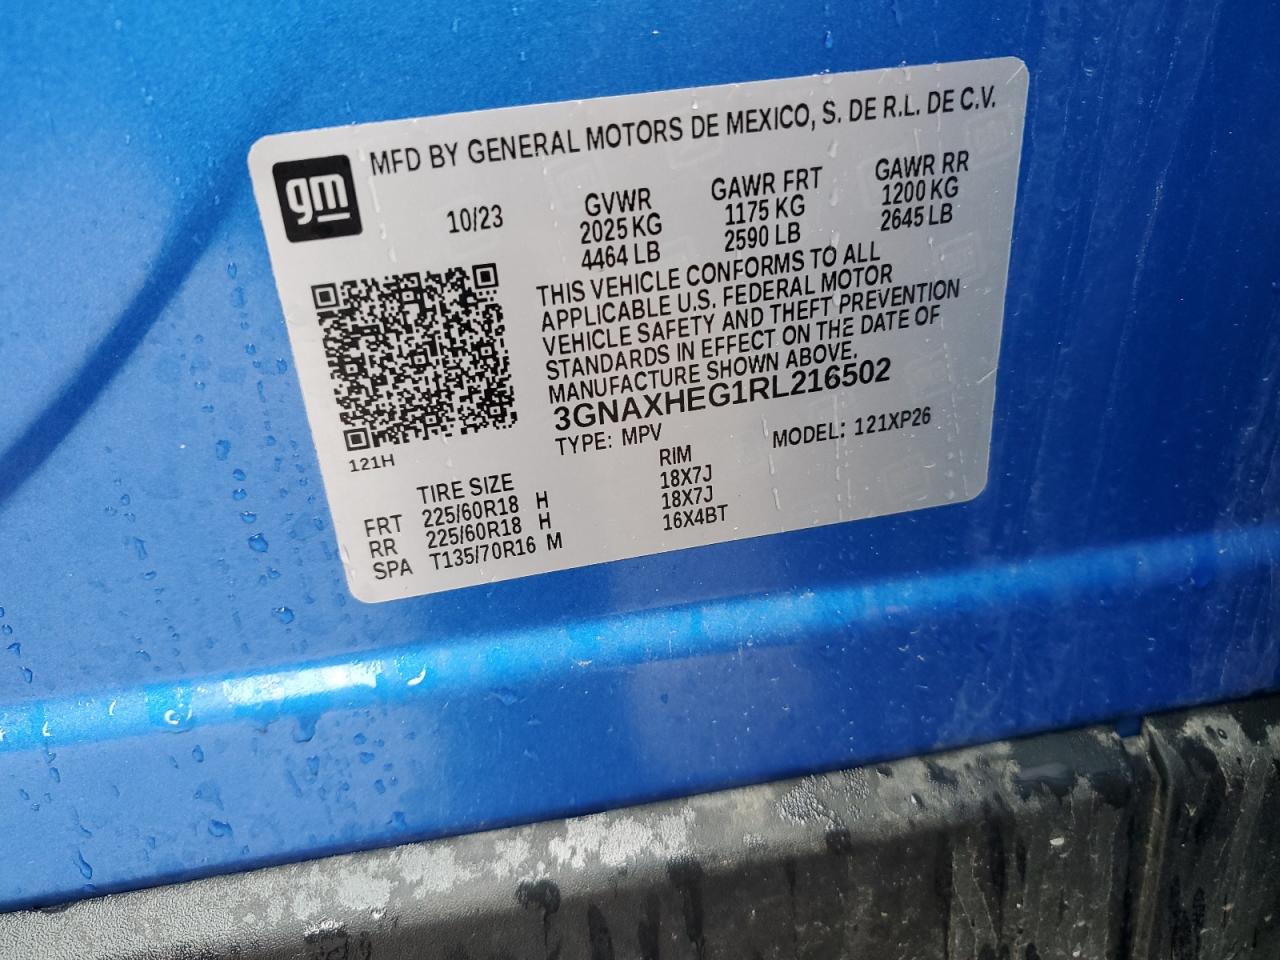 gm
MFD BY GENERAL MOTORS DE MEXICO, S. DE R.L. DE C.V.
10/23
GVWR
2025 KG
4464 LB
GAWR FRT
1175 KG
2590 LB
GAWR RR
1200 KG
2645 LB
THIS VEHICLE CONFORMS TO ALL
APPLICABLE U.S. FEDERAL MOTOR
VEHICLE SAFETY AND THEFT PREVENTION
STANDARDS IN EFFECT ON THE DATE OF
MANUFACTURE SHOWN ABOVE.
3GNAXHEG1RL216502
TYPE: MPV
MODEL: 121XP26
121H
TIRE SIZE
RIM
FRT 225/60R18 H 18X7J
RR 225/60R18 H 18X7J
SPA T135/70R16 M 16X4BT